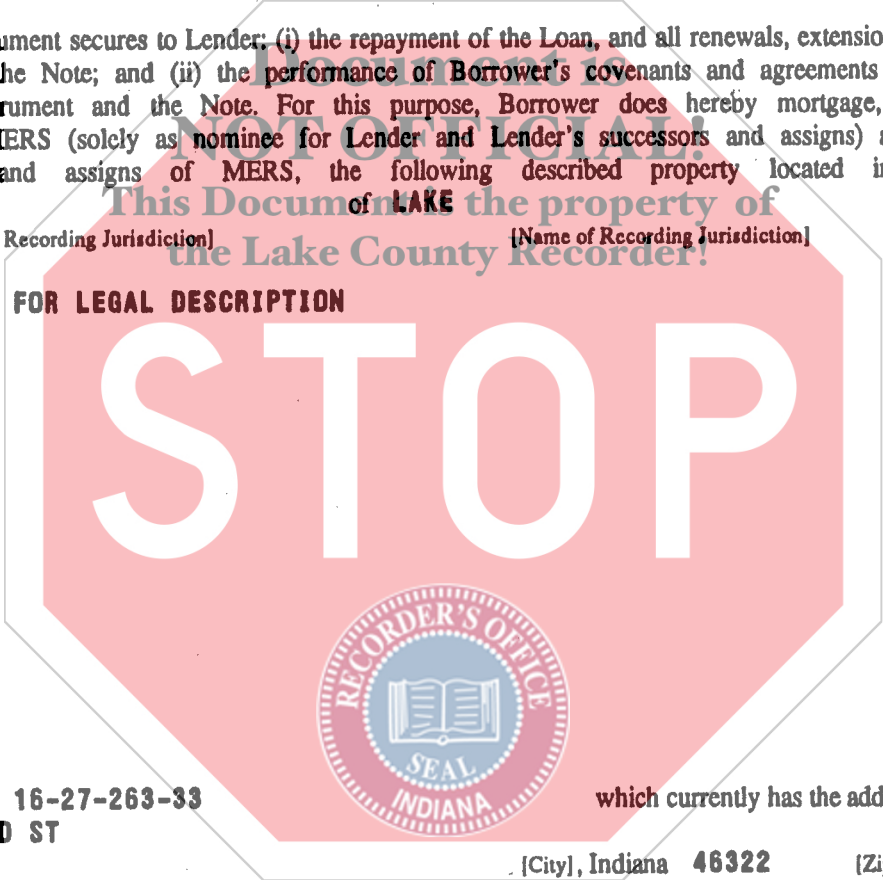 ument secures to Lender: (i) the repayment of the Loan, and all renewals, extensio
he Note; and (ii) the performance of Borrower's covenants and agreements
Document is
rument and the Note. For this purpose, Borrower does hereby mortgage,
ERS (solely as nominee for Lender and Lender's successors and assigns) a
NOT OFFICIAL!
and assigns of MERS, the following described property located in
of LAKE
This Document is the property of
Recording Jurisdiction] [Name of Recording Jurisdiction]
the Lake County Recorder!
FOR LEGAL DESCRIPTION
STOP
RECORDER'S OFFICE
SEAL
INDIANA
16-27-263-33 which currently has the add
D ST
[City], Indiana 46322 [Zi